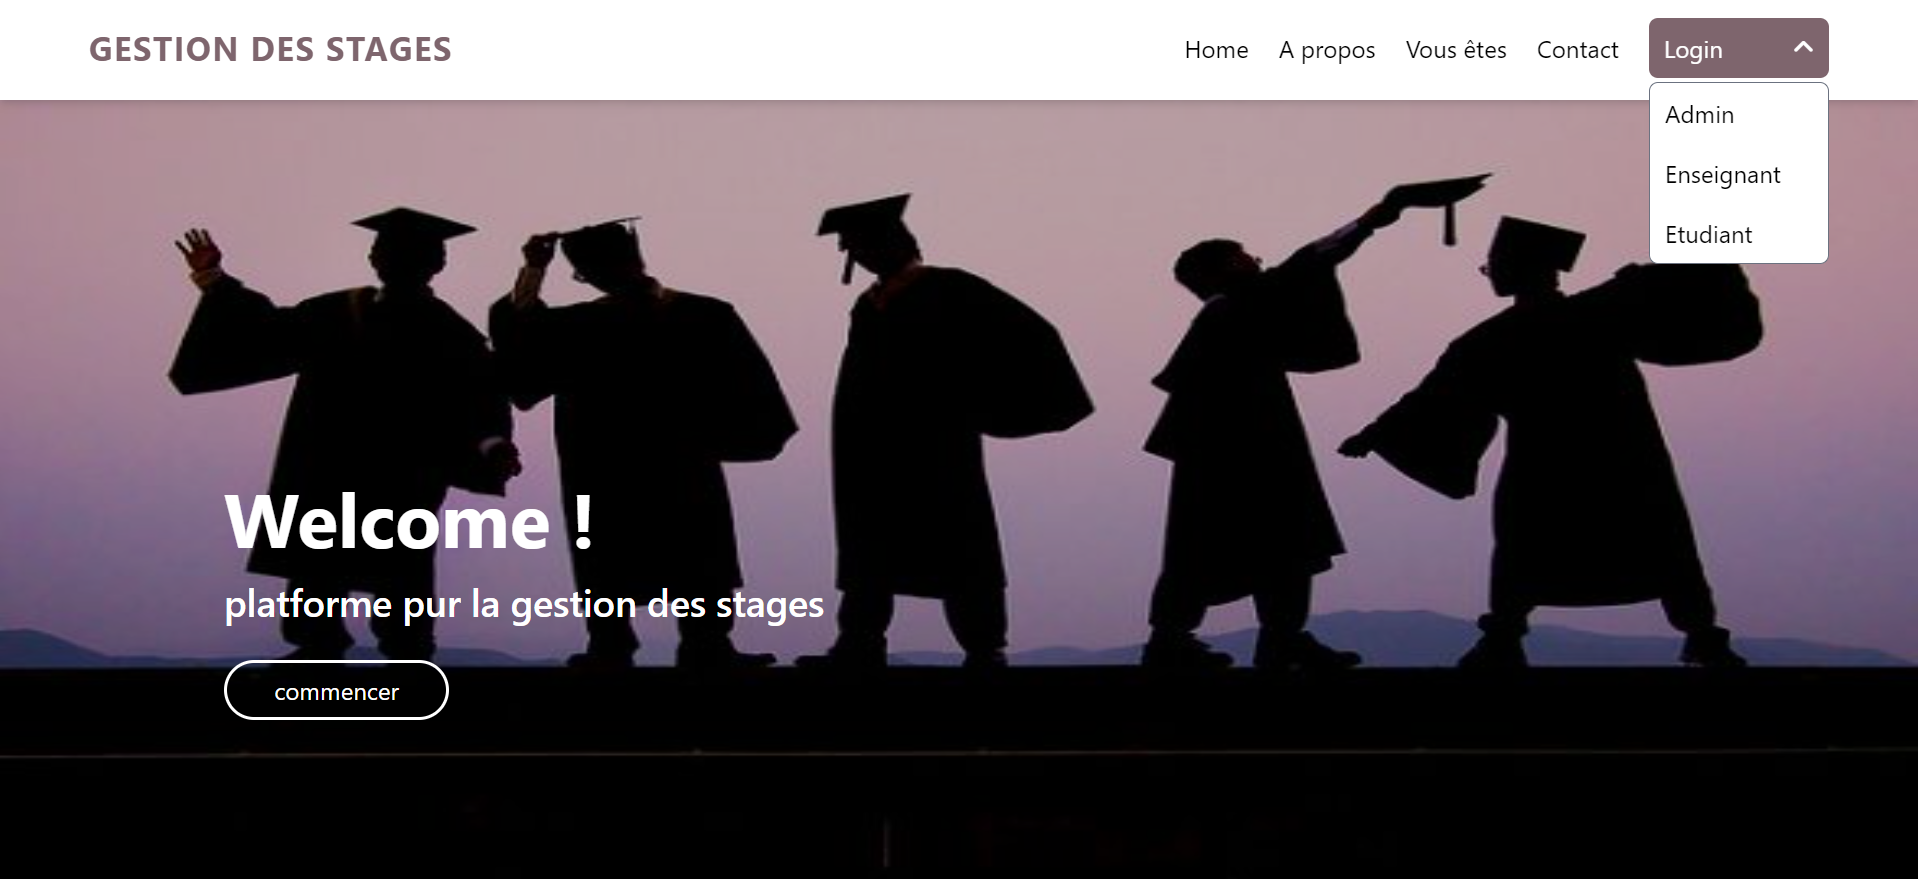 GESTION DES STAGES
Home A propos Vous êtes Contact Login
Admin
Enseignant
Etudiant
Welcome !
platforme pur la gestion des stages
commencer